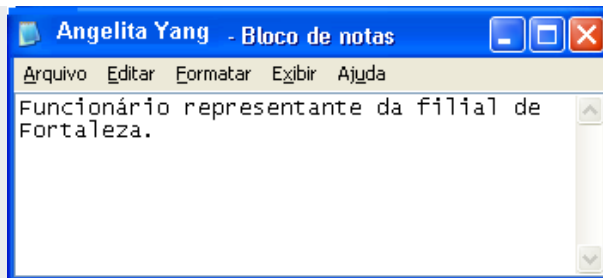 Angelita Yang - Bloco de notas
Arquivo Editar Formatar Exibir Ajuda
Funcionário representante da filial de
Fortaleza.